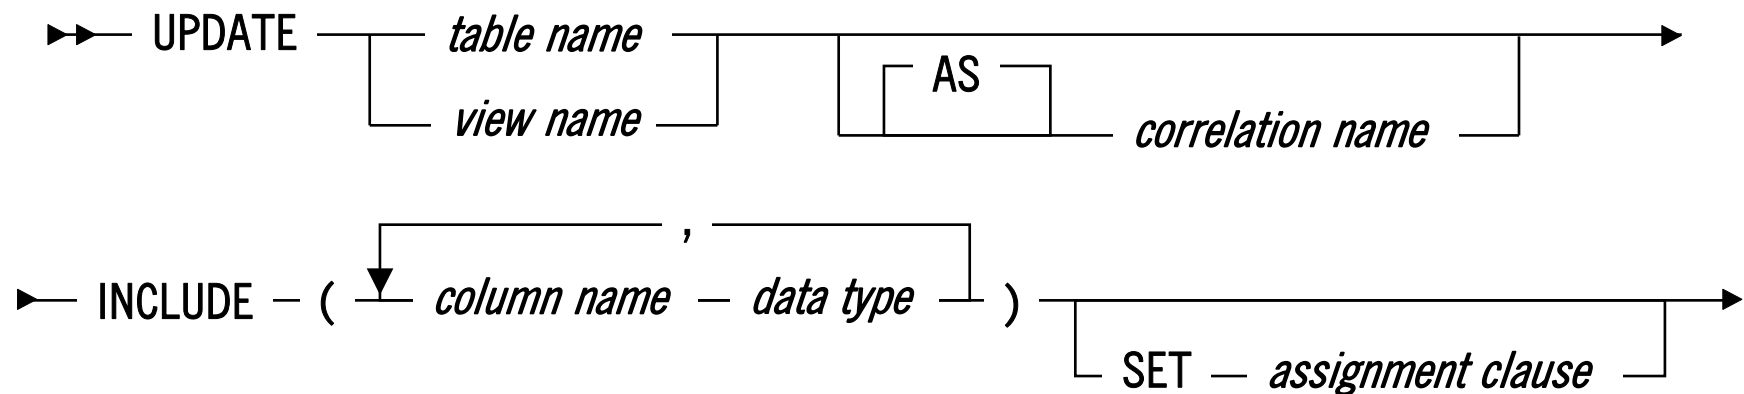 UPDATE table name
AS
view name correlation name
,
INCLUDE ( column name data type )
SET assignment clause